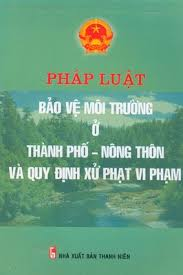 PHÁP LUẬT
BẢO VỆ MÔI TRƯỜNG
Ở
THÀNH PHỐ - NÔNG THÔN
VÀ QUY ĐỊNH XỬ PHẠT VI PHẠM
NHÀ XUẤT BẢN THANH NIÊN